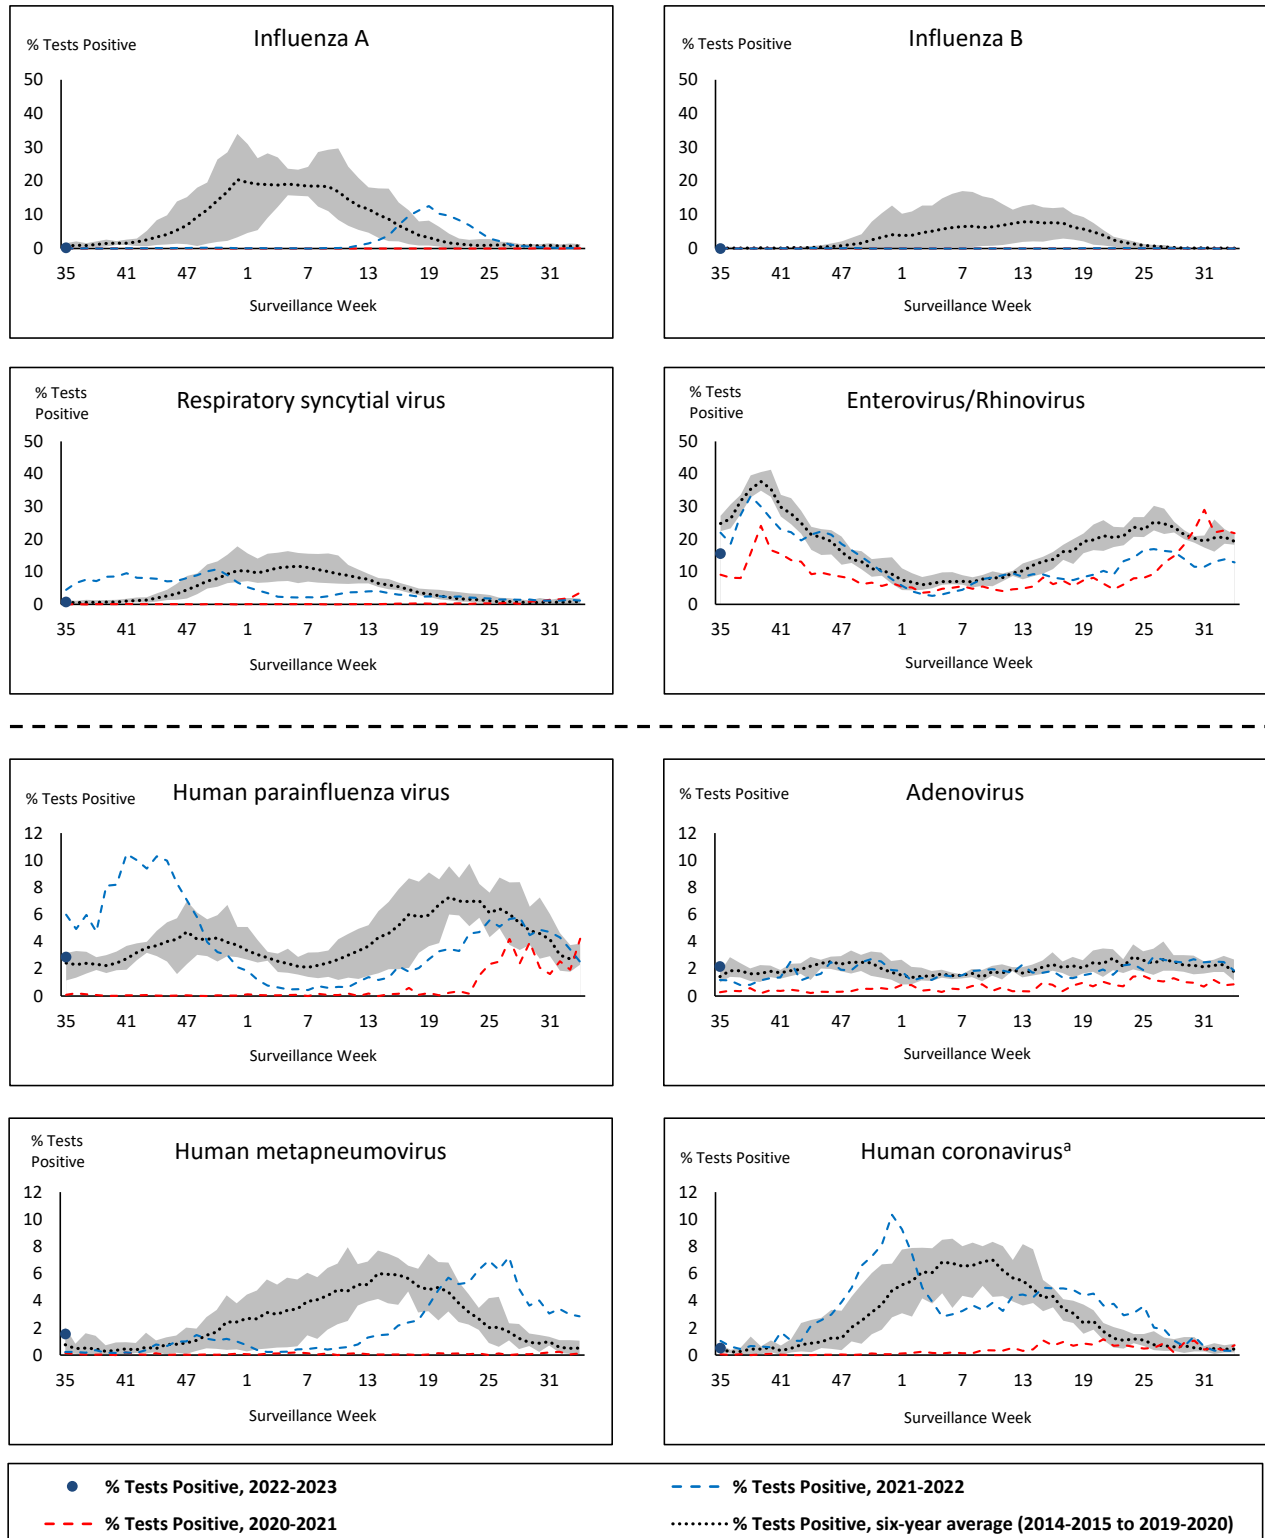 Influenza A
% Tests Positive
50
40
30
20
10
0
35 41 47 1 7 13 19 25 31
Surveillance Week
Influenza B
% Tests Positive
50
40
30
20
10
0
35 41 47 1 7 13 19 25 31
Surveillance Week
% Tests
Positive
Respiratory syncytial virus
50
40
30
20
10
0
35 41 47 1 7 13 19 25 31
Surveillance Week
% Tests
Positive
Enterovirus/Rhinovirus
50
40
30
20
10
0
35 41 47 1 7 13 19 25 31
Surveillance Week
Human parainfluenza virus
% Tests Positive
12
10
8
6
4
2
0
35 41 47 1 7 13 19 25 31
Surveillance Week
Adenovirus
% Tests Positive
12
10
8
6
4
2
0
35 41 47 1 7 13 19 25 31
Surveillance Week
% Tests
Positive
Human metapneumovirus
12
10
8
6
4
2
0
35 41 47 1 7 13 19 25 31
Surveillance Week
Human coronavirusᵃ
% Tests Positive
12
10
8
6
4
2
0
35 41 47 1 7 13 19 25 31
Surveillance Week
% Tests Positive, 2022-2023
% Tests Positive, 2021-2022
% Tests Positive, 2020-2021
% Tests Positive, six-year average (2014-2015 to 2019-2020)